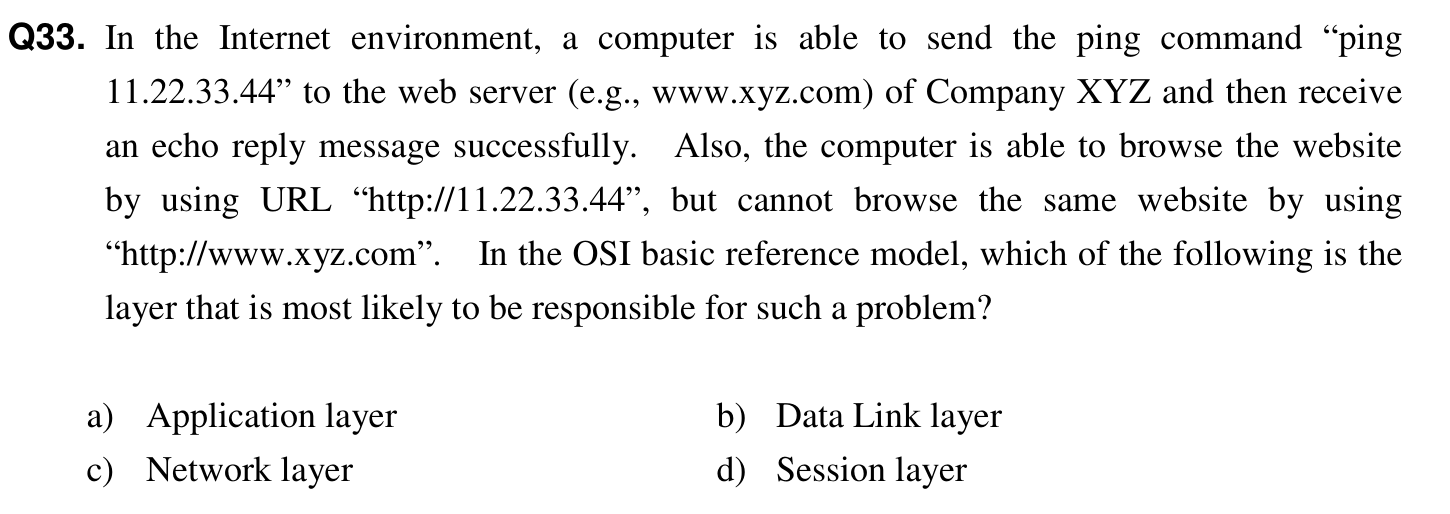 Q33. In the Internet environment, a computer is able to send the ping command “ping
11.22.33.44” to the web server (e.g., www.xyz.com) of Company XYZ and then receive
an echo reply message successfully. Also, the computer is able to browse the website
by using URL “http://11.22.33.44”, but cannot browse the same website by using
“http://www.xyz.com”. In the OSI basic reference model, which of the following is the
layer that is most likely to be responsible for such a problem?
a) Application layer b) Data Link layer
c) Network layer d) Session layer